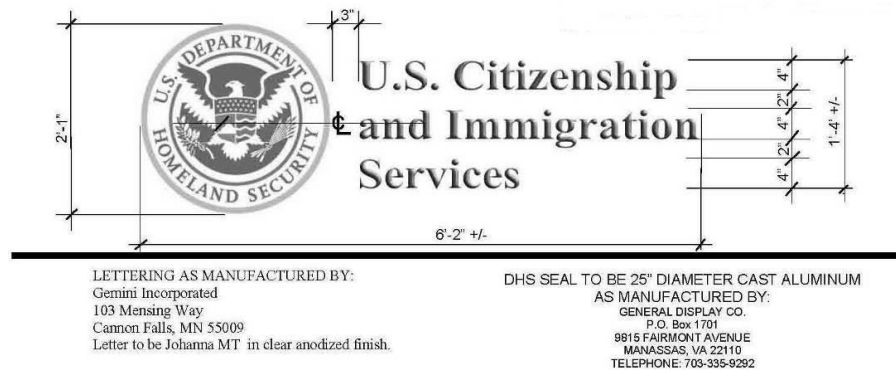 3"
U.S. DEPARTMENT OF
HOMELAND SECURITY
2'-1"
℄
U.S. Citizenship
and Immigration
Services
4"
2"
4"
2"
4"
1'-4' +/-
6'-2" +/-
LETTERING AS MANUFACTURED BY:
Gemini Incorporated
103 Mensing Way
Cannon Falls, MN 55009
Letter to be Johanna MT in clear anodized finish.
DHS SEAL TO BE 25" DIAMETER CAST ALUMINUM
AS MANUFACTURED BY:
GENERAL DISPLAY CO.
P.O. Box 1701
9815 FAIRMONT AVENUE
MANASSAS, VA 22110
TELEPHONE: 703-335-9292